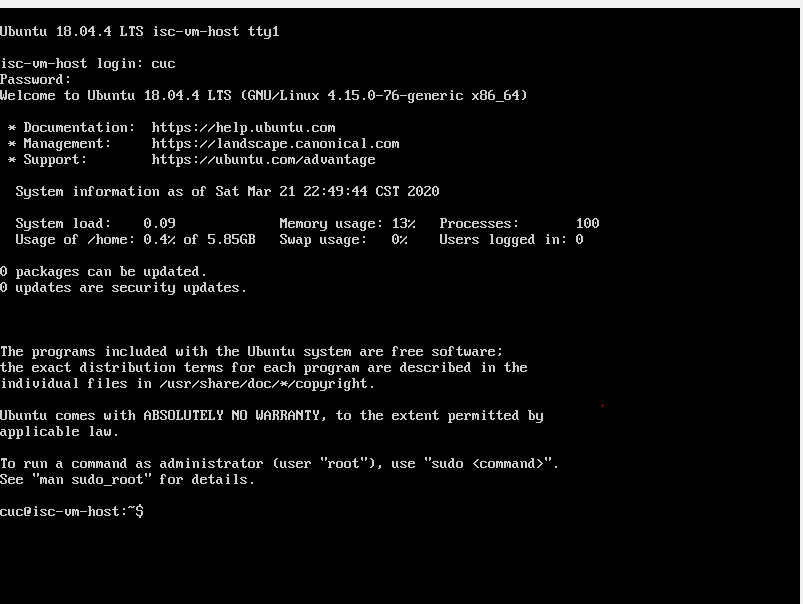 Ubuntu 18.04.4 LTS isc-vm-host tty1
isc-vm-host login: cuc
Password:
Welcome to Ubuntu 18.04.4 LTS (GNU/Linux 4.15.0-76-generic x86_64)
* Documentation:  https://help.ubuntu.com
* Management:     https://landscape.canonical.com
* Support:        https://ubuntu.com/advantage
System information as of Sat Mar 21 22:49:44 CST 2020
System load:    0.09             Memory usage: 13%   Processes:       100
Usage of /home: 0.4% of 5.85GB   Swap usage:   0%    Users logged in: 0
0 packages can be updated.
0 updates are security updates.
The programs included with the Ubuntu system are free software;
the exact distribution terms for each program are described in the
individual files in /usr/share/doc/*/copyright.
Ubuntu comes with ABSOLUTELY NO WARRANTY, to the extent permitted by
applicable law.
To run a command as administrator (user "root"), use "sudo <command>".
See "man sudo_root" for details.
cuc@isc-vm-host:~$